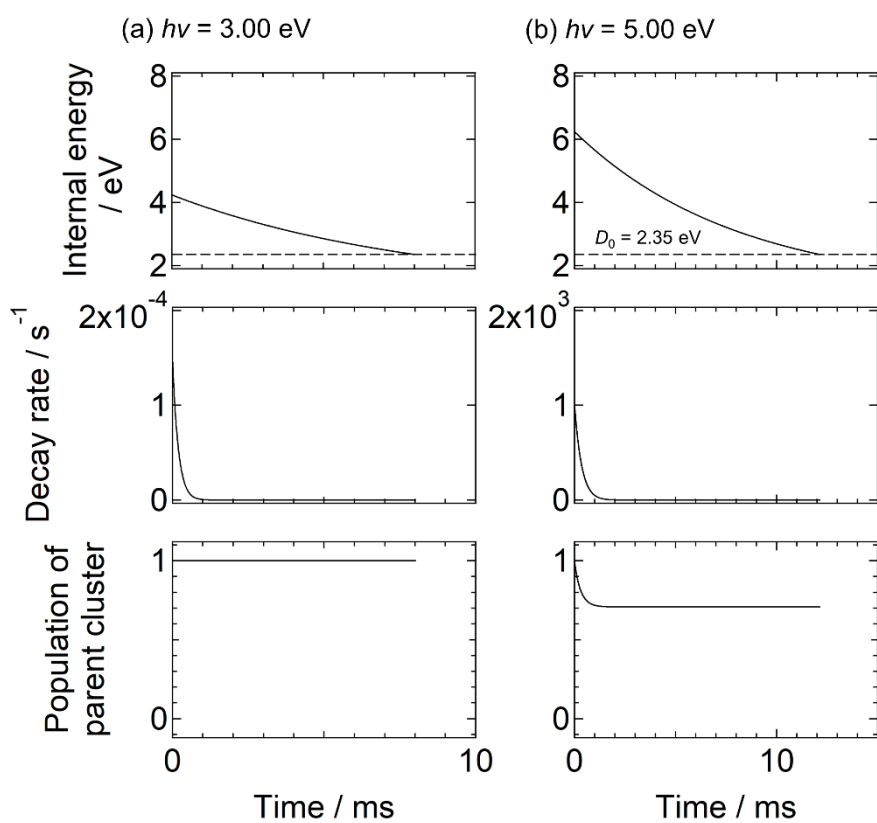 (a) hν = 3.00 eV
(b) hν = 5.00 eV
Internal energy
/ eV
8
6
4
2
8
6
4
2
D₀ = 2.35 eV
Decay rate / s⁻¹
2x10⁻⁴
1
0
2x10³
1
0
Population of
parent cluster
1
0
1
0
0
10
0
10
Time / ms
Time / ms